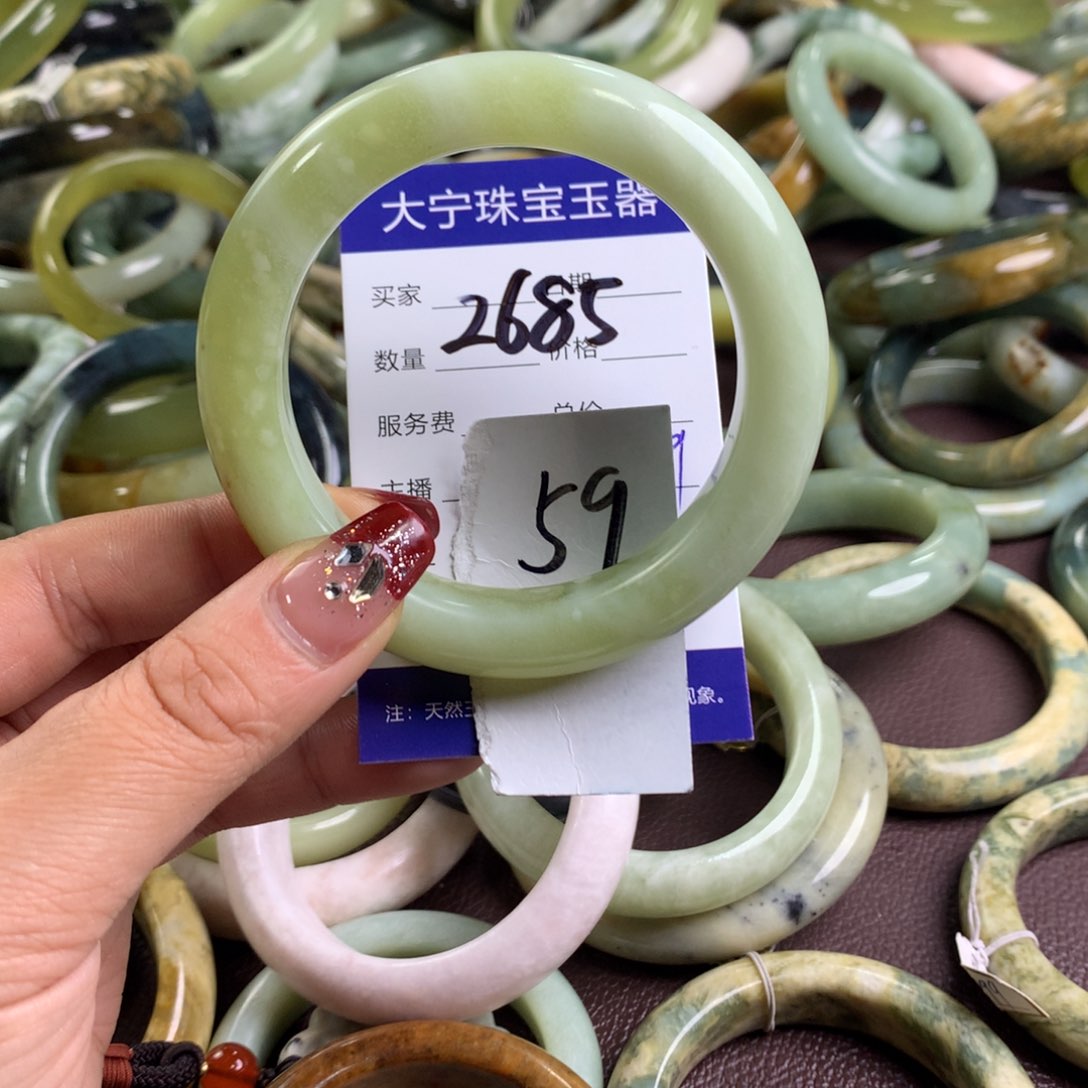 大宁珠宝玉器
买家 日期
2685
数量 价格
服务费 总价
主播
59
注：天然 现象。